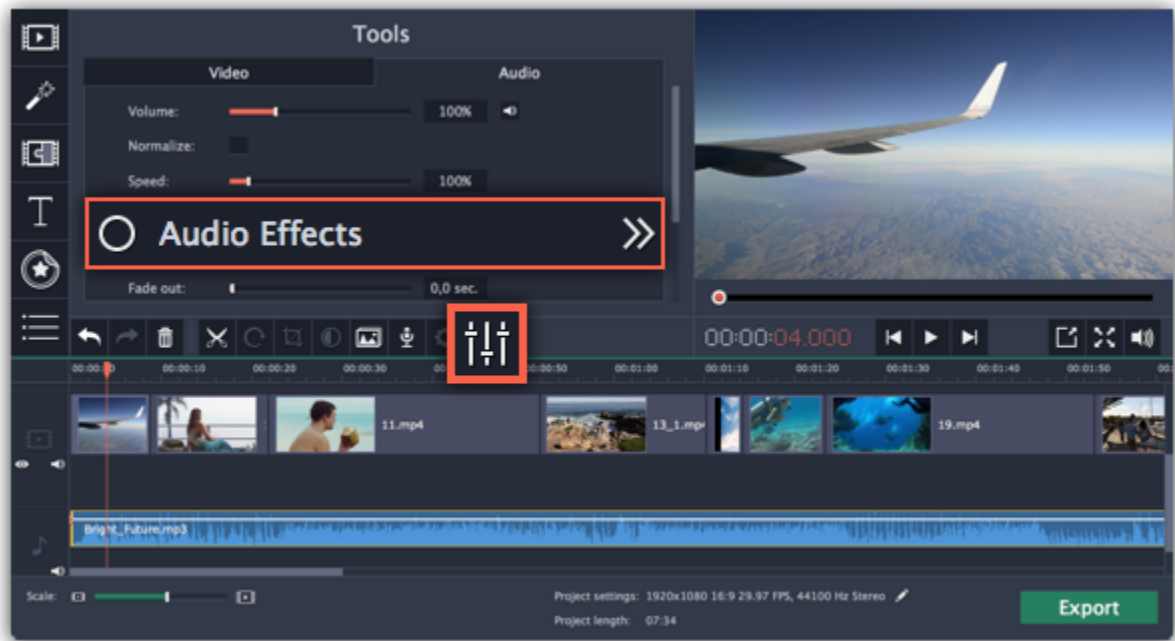 Tools
Video Audio
Volume: 100%
Normalize:
Speed: 100%
Audio Effects
Fade out: 0,0 sec.
T
00:00:04.000
00:00:10 00:00:20 00:00:30 00:00:50 00:01:00 00:01:10 00:01:20 00:01:30 00:01:40 00:01:50
11.mp4 13_1.mp4 19.mp4
Bright_Future.mp3
Scale:
Project settings: 1920x1080 16:9 29.97 FPS, 44100 Hz Stereo
Project length: 07:34
Export